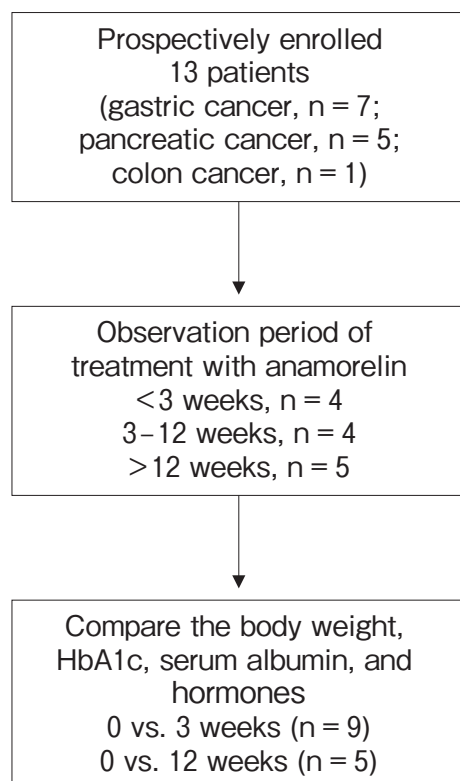 Prospectively enrolled
13 patients
(gastric cancer, n = 7;
pancreatic cancer, n = 5;
colon cancer, n = 1)
Observation period of
treatment with anamorelin
<3 weeks, n = 4
3–12 weeks, n = 4
>12 weeks, n = 5
Compare the body weight,
HbA1c, serum albumin, and
hormones
0 vs. 3 weeks (n = 9)
0 vs. 12 weeks (n = 5)